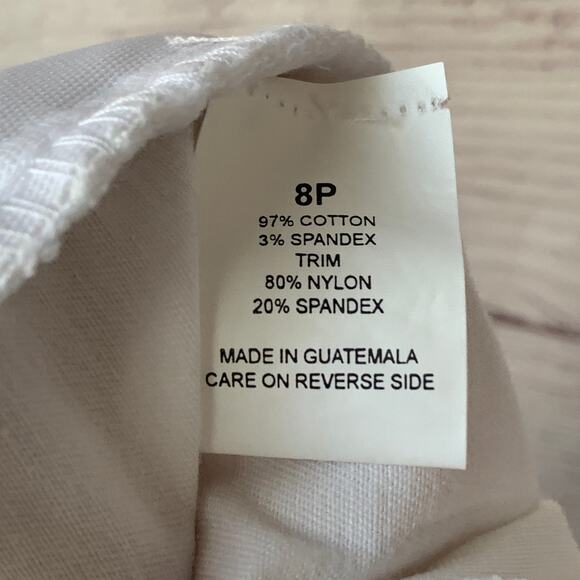 8P
97% COTTON
3% SPANDEX
TRIM
80% NYLON
20% SPANDEX
MADE IN GUATEMALA
CARE ON REVERSE SIDE